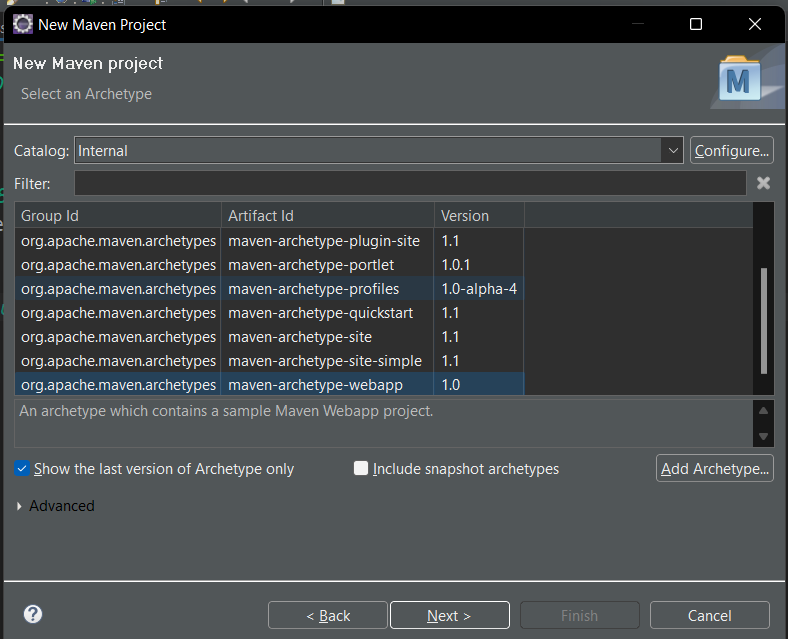 New Maven Project
New Maven project
Select an Archetype
M
Catalog: Internal Configure...
Filter:
Group Id Artifact Id Version
org.apache.maven.archetypes maven-archetype-plugin-site 1.1
org.apache.maven.archetypes maven-archetype-portlet 1.0.1
org.apache.maven.archetypes maven-archetype-profiles 1.0-alpha-4
org.apache.maven.archetypes maven-archetype-quickstart 1.1
org.apache.maven.archetypes maven-archetype-site 1.1
org.apache.maven.archetypes maven-archetype-site-simple 1.1
org.apache.maven.archetypes maven-archetype-webapp 1.0
An archetype which contains a sample Maven Webapp project.
Show the last version of Archetype only Include snapshot archetypes Add Archetype...
Advanced
? < Back Next > Finish Cancel